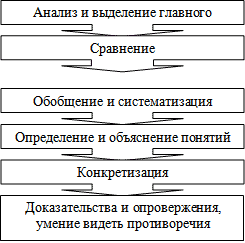 Анализ и выделение главного
Сравнение
Обобщение и систематизация
Определение и объяснение понятий
Конкретизация
Доказательства и опровержения,
умение видеть противоречия